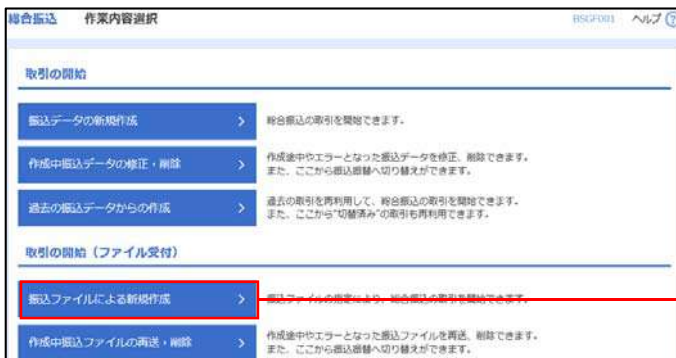 総合振込 作業内容選択 BSGF001 ヘルプ ?
取引の開始
振込データの新規作成 > 総合振込の取引を開始できます。
作成中振込データの修正・削除 > 作成途中やエラーとなった振込データを修正、削除できます。
また、ここから振込振替へ切り替えができます。
過去の振込データからの作成 > 過去の取引を再利用して、総合振込の取引を開始できます。
また、ここから"切替済み"の取引も再利用できます。
取引の開始（ファイル受付）
振込ファイルによる新規作成 > 振込ファイルの指定により、総合振込の取引を開始できます。
作成中振込ファイルの再送・削除 > 作成途中やエラーとなった振込ファイルを再送、削除できます。
また、ここから振込振替へ切り替えができます。